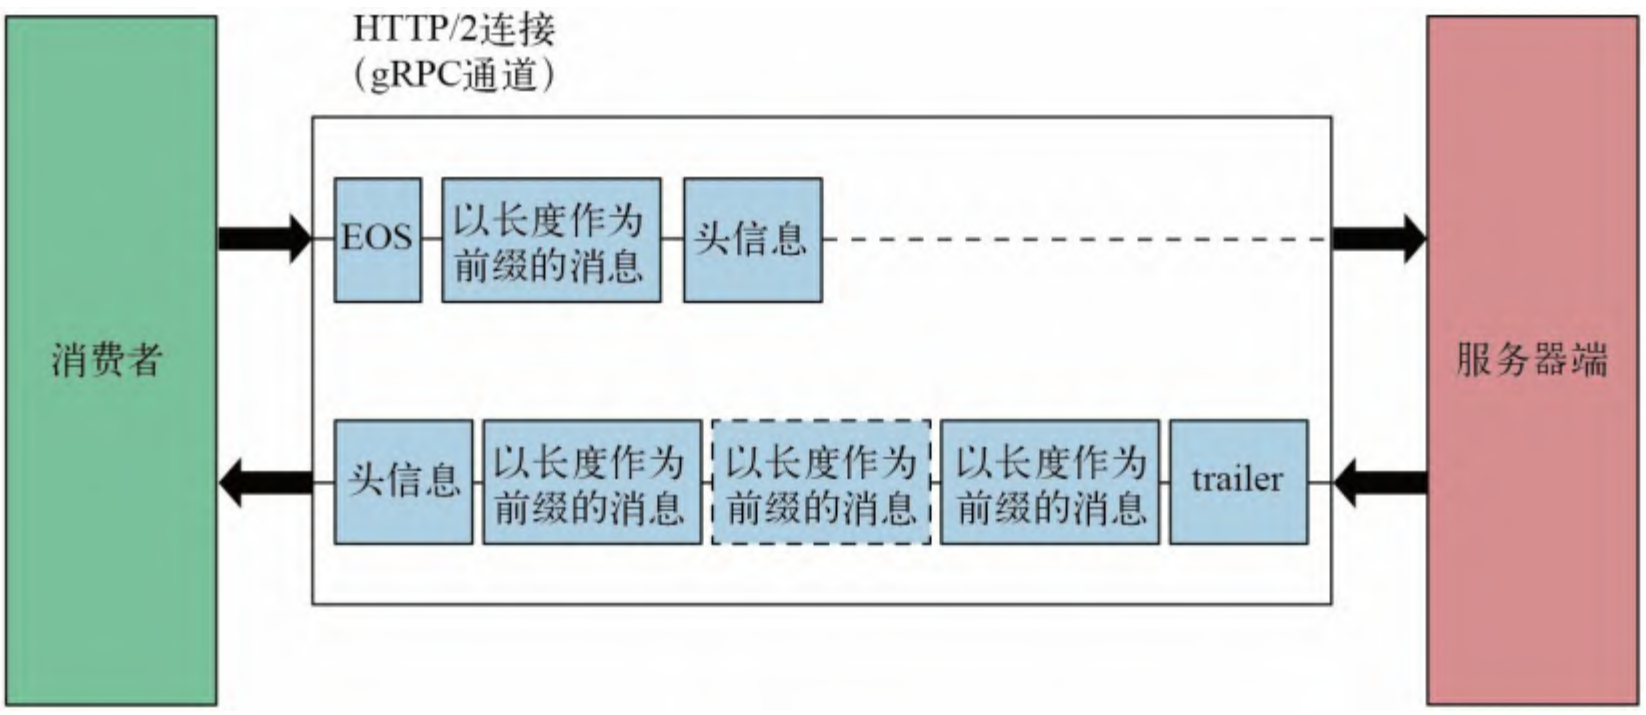 HTTP/2连接
（gRPC通道）
消费者
EOS
以长度作为
前缀的消息
头信息
服务器端
头信息
以长度作为
前缀的消息
以长度作为
前缀的消息
以长度作为
前缀的消息
trailer